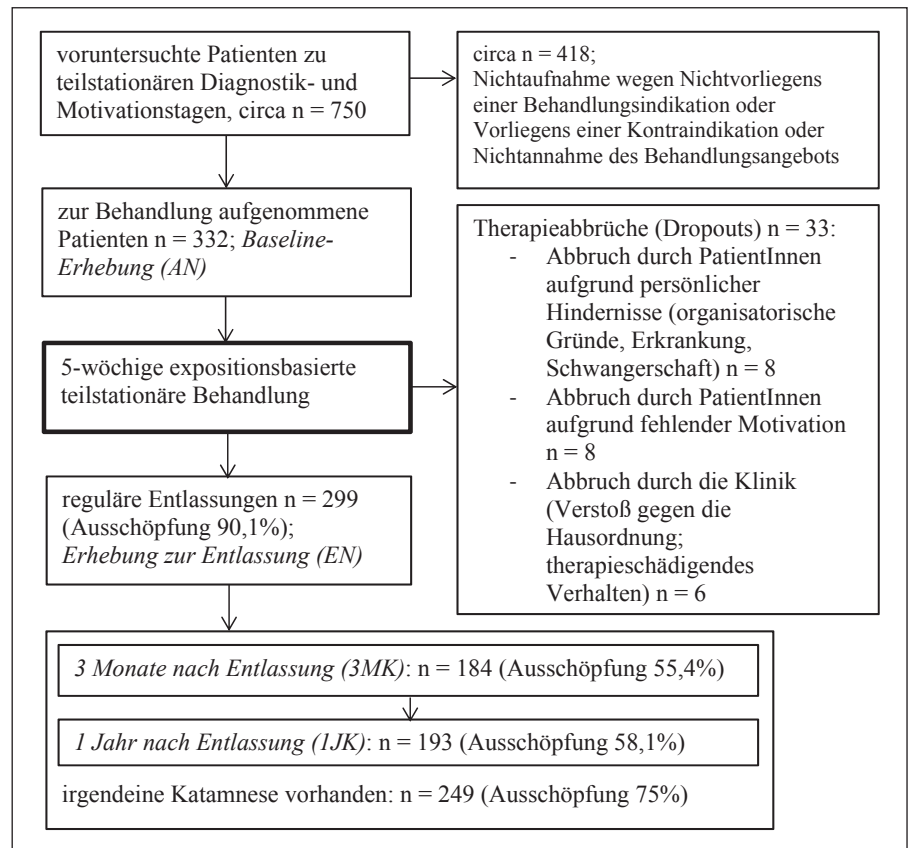 voruntersuchte Patienten zu
teilstationären Diagnostik- und
Motivationstagen, circa n = 750
circa n = 418;
Nichtaufnahme wegen Nichtvorliegens
einer Behandlungsindikation oder
Vorliegens einer Kontraindikation oder
Nichtannahme des Behandlungsangebots
zur Behandlung aufgenommene
Patienten n = 332; Baseline-
Erhebung (AN)
5-wöchige expositionsbasierte
teilstationäre Behandlung
Therapieabbrüche (Dropouts) n = 33:
- Abbruch durch PatientInnen
aufgrund persönlicher
Hindernisse (organisatorische
Gründe, Erkrankung,
Schwangerschaft) n = 8
- Abbruch durch PatientInnen
aufgrund fehlender Motivation
n = 8
- Abbruch durch die Klinik
(Verstoß gegen die
Hausordnung;
therapieschädigendes
Verhalten) n = 6
reguläre Entlassungen n = 299
(Ausschöpfung 90,1%);
Erhebung zur Entlassung (EN)
3 Monate nach Entlassung (3MK): n = 184 (Ausschöpfung 55,4%)
1 Jahr nach Entlassung (1JK): n = 193 (Ausschöpfung 58,1%)
irgendeine Katamnese vorhanden: n = 249 (Ausschöpfung 75%)